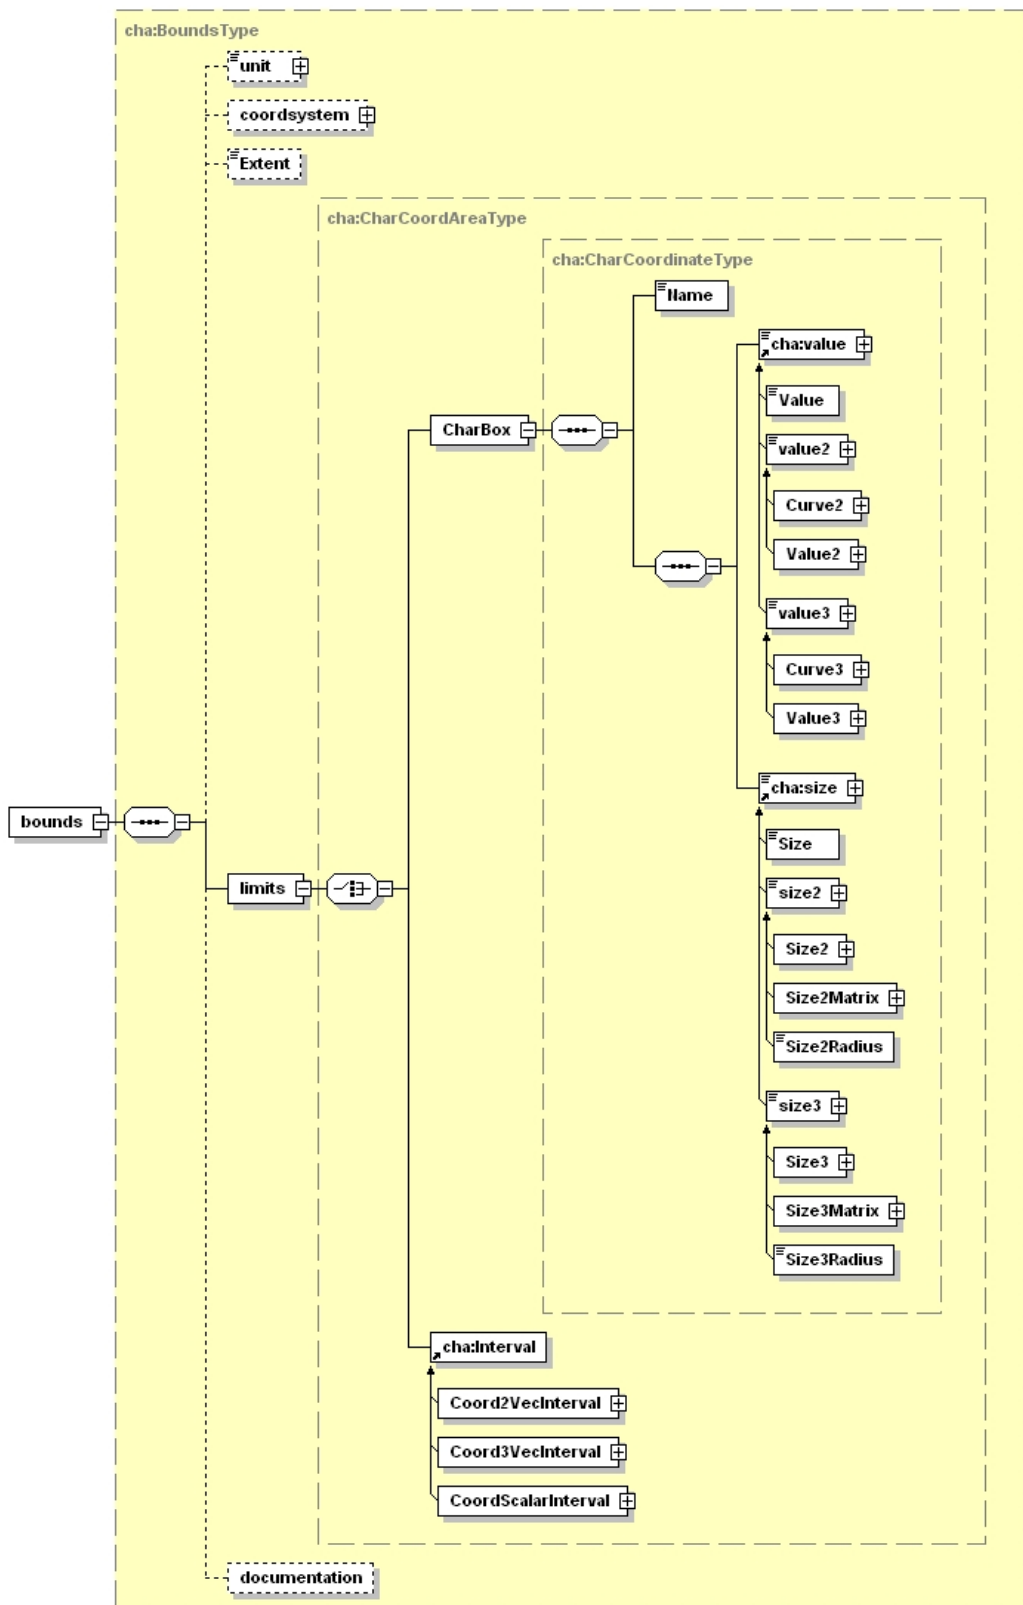 cha:BoundsType
unit
coordsystem
Extent
cha:CharCoordAreaType
cha:CharCoordinateType
Name
cha:value
Value
CharBox
value2
Curve2
Value2
value3
Curve3
Value3
cha:size
bounds
Size
limits
size2
Size2
Size2Matrix
Size2Radius
size3
Size3
Size3Matrix
Size3Radius
cha:Interval
Coord2VecInterval
Coord3VecInterval
CoordScalarInterval
documentation